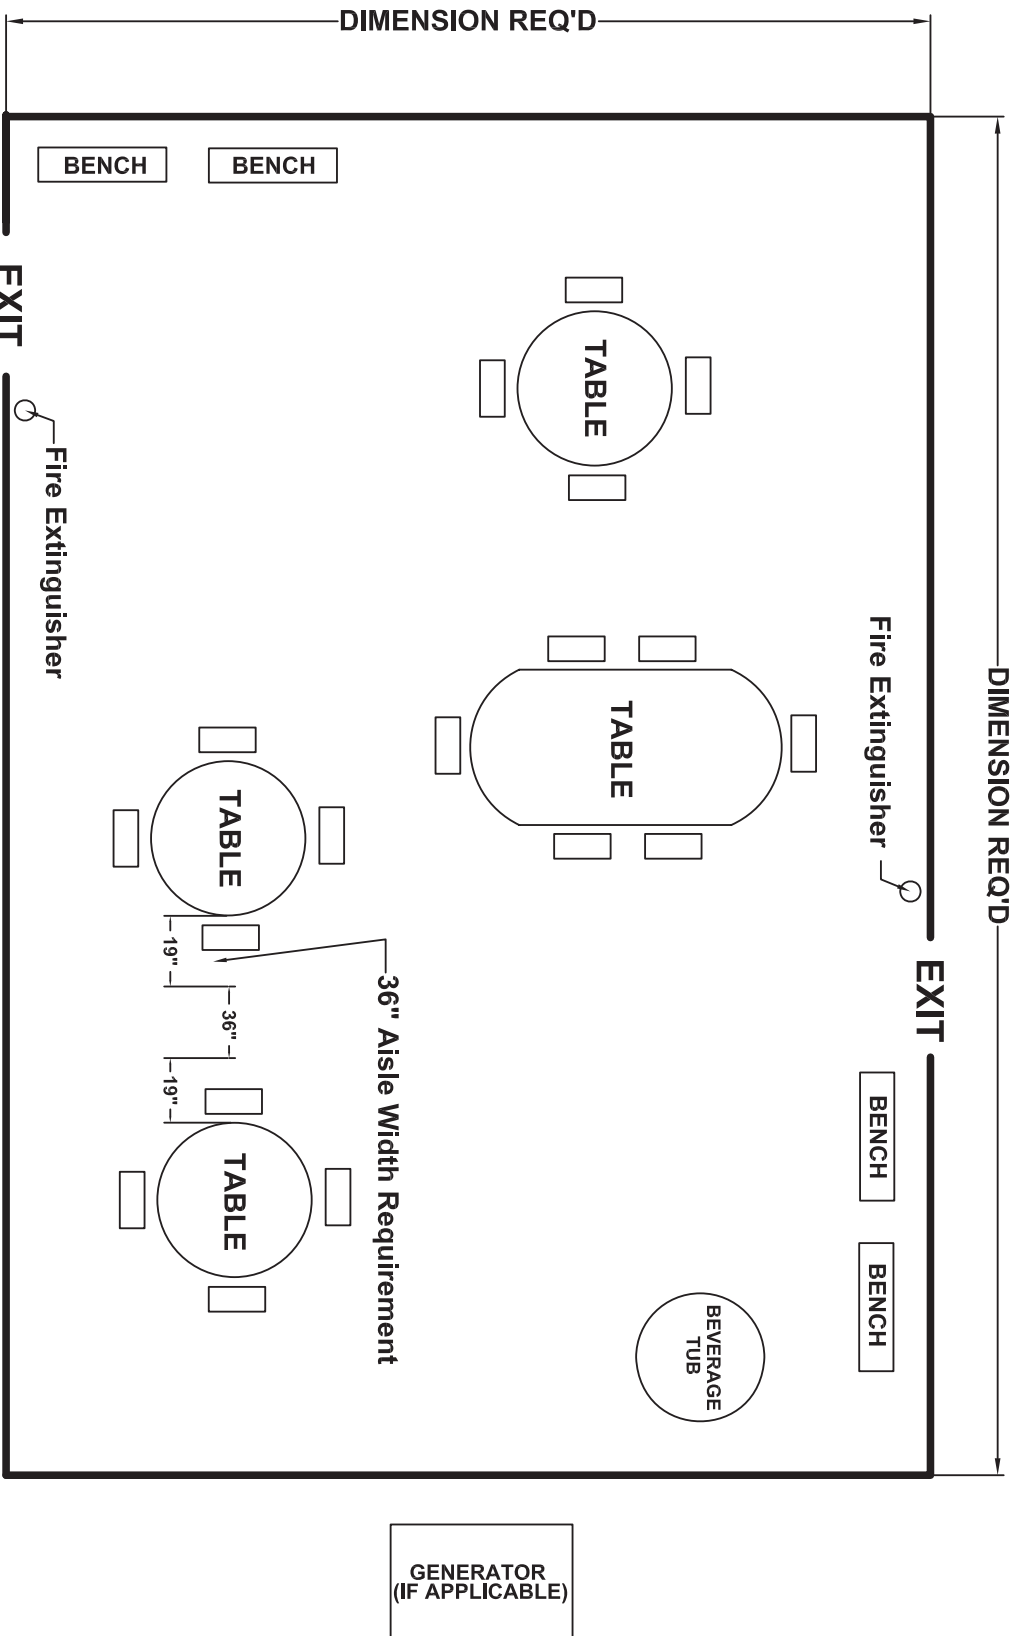 DIMENSION REQ'D
BENCH
BENCH
EXIT
Fire Extinguisher
TABLE
TABLE
Fire Extinguisher
DIMENSION REQ'D
EXIT
TABLE
19"
36"
19"
36" Aisle Width Requirement
TABLE
BENCH
BENCH
BEVERAGE
TUB
GENERATOR
(IF APPLICABLE)